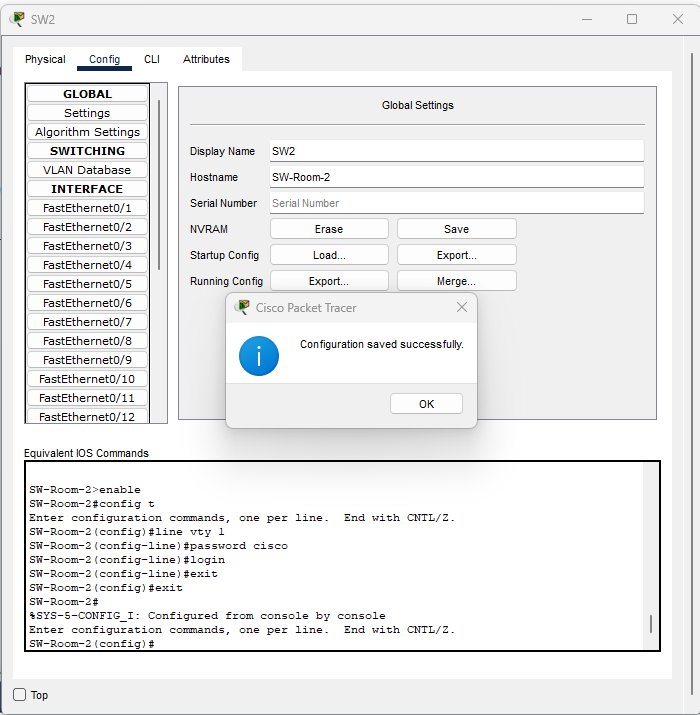 SW2
Physical Config CLI Attributes
GLOBAL
Settings
Algorithm Settings
SWITCHING
VLAN Database
INTERFACE
FastEthernet0/1
FastEthernet0/2
FastEthernet0/3
FastEthernet0/4
FastEthernet0/5
FastEthernet0/6
FastEthernet0/7
FastEthernet0/8
FastEthernet0/9
FastEthernet0/10
FastEthernet0/11
FastEthernet0/12
Global Settings
Display Name SW2
Hostname SW-Room-2
Serial Number Serial Number
NVRAM Erase Save
Startup Config Load... Export...
Running Config Export... Merge...
Cisco Packet Tracer
Configuration saved successfully.
OK
Equivalent IOS Commands
SW-Room-2>enable
SW-Room-2#config t
Enter configuration commands, one per line.  End with CNTL/Z.
SW-Room-2(config)#line vty 1
SW-Room-2(config-line)#password cisco
SW-Room-2(config-line)#login
SW-Room-2(config-line)#exit
SW-Room-2(config)#exit
SW-Room-2#
%SYS-5-CONFIG_I: Configured from console by console
Enter configuration commands, one per line.  End with CNTL/Z.
SW-Room-2(config)#
Top